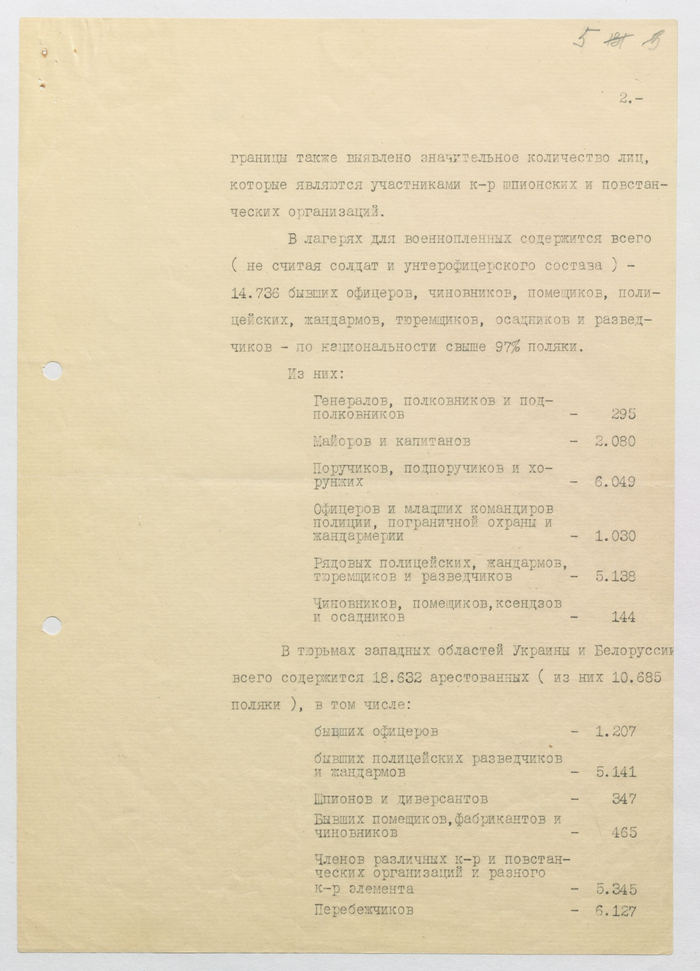 5
2.-
границы также выявлено значительное количество лиц,
которые являются участниками к-р шпионских и повстан-
ческих организаций.
В лагерях для военнопленных содержится всего
( не считая солдат и унтерофицерского состава ) -
14.736 бывших офицеров, чиновников, помещиков, поли-
цейских, жандармов, тюремщиков, осадников и развед-
чиков - по национальности свыше 97% поляки.
Из них:
Генералов, полковников и под-
полковников - 295
Майоров и капитанов - 2.080
Поручиков, подпоручиков и хо-
рунжих - 6.049
Офицеров и младших командиров
полиции, пограничной охраны и
жандармерии - 1.030
Рядовых полицейских, жандармов,
тюремщиков и разведчиков - 5.138
Чиновников, помещиков,ксендзов
и осадников - 144
В тюрьмах западных областей Украины и Белоруссии
всего содержится 18.632 арестованных ( из них 10.685
поляки ), в том числе:
бывших офицеров - 1.207
бывших полицейских разведчиков
и жандармов - 5.141
Шпионов и диверсантов - 347
Бывших помещиков,фабрикантов и
чиновников - 465
Членов различных к-р и повстан-
ческих организаций и разного
к-р элемента - 5.345
Перебежчиков - 6.127